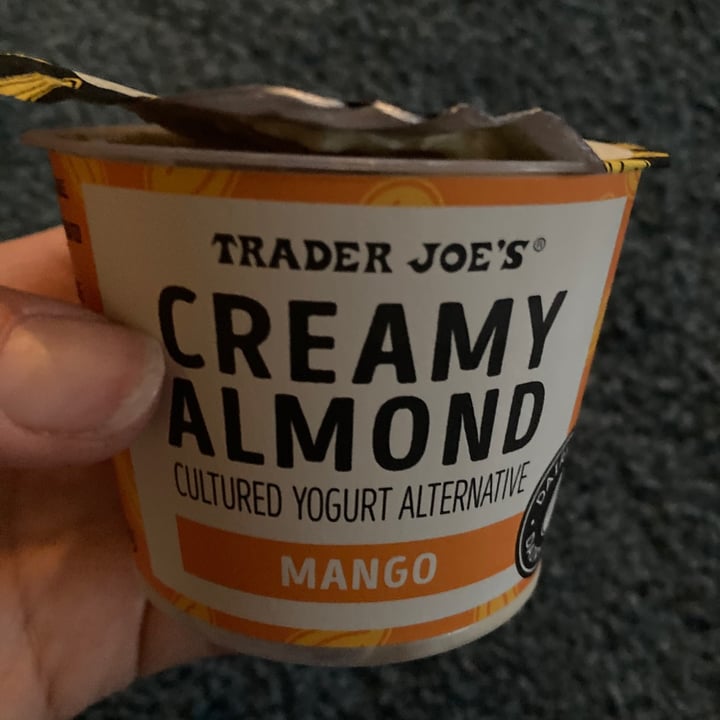 TRADER JOE'S®
CREAMY
ALMOND
CULTURED YOGURT ALTERNATIVE
MANGO